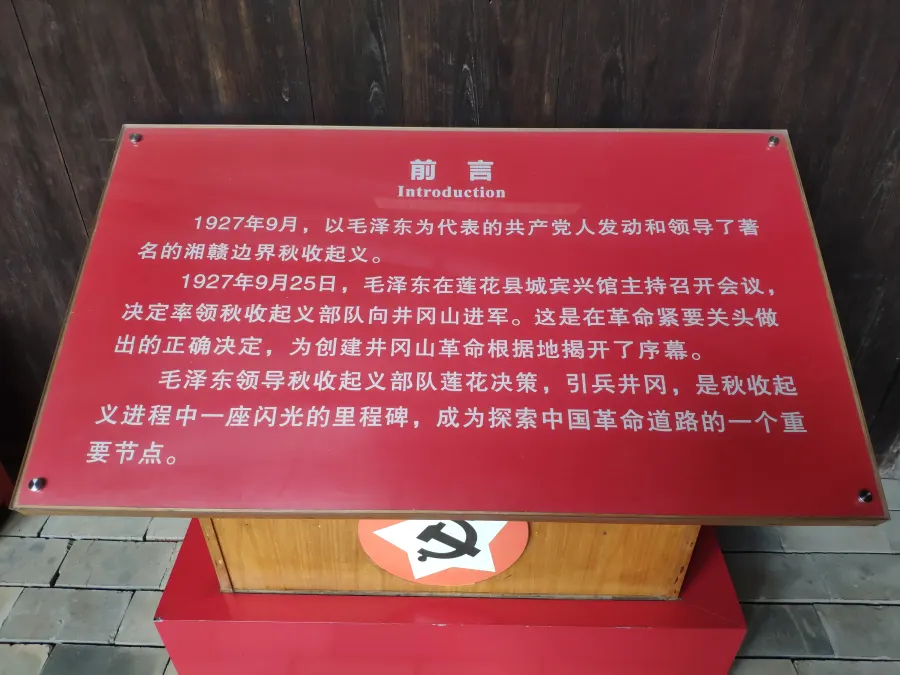 前言
Introduction
1927年9月，以毛泽东为代表的共产党人发动和领导了著
名的湘赣边界秋收起义。
1927年9月25日，毛泽东在莲花县城宾兴馆主持召开会议，
决定率领秋收起义部队向井冈山进军。这是在革命紧要关头做
出的正确决定，为创建井冈山革命根据地揭开了序幕。
毛泽东领导秋收起义部队莲花决策，引兵井冈，是秋收起
义进程中一座闪光的里程碑，成为探索中国革命道路的一个重
要节点。